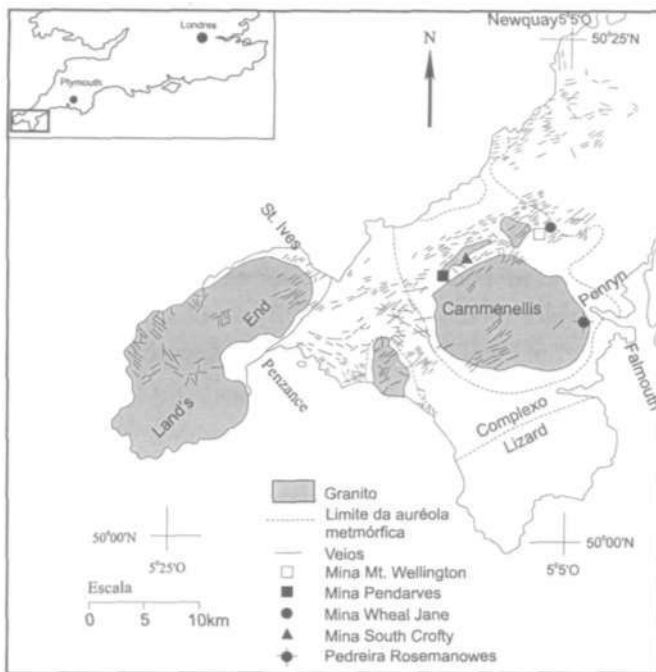 Londres
Plymouth
Newquay
5°5'O
50°25'N
N
St. Ives
Land's
End
Penzance
Cammenellis
Penryn
Falmouth
Complexo
Lizard
50°00'N
5°25'O
50°00'N
5°5'O
Granito
Limite da auréola
metmórfica
Veios
Mina Mt. Wellington
Mina Pendarves
Mina Wheal Jane
Mina South Crofty
Pedreira Rosemanowes
Escala
0 5 10km